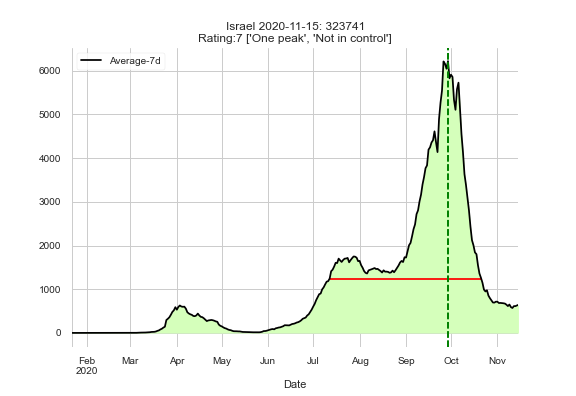 Israel 2020-11-15: 323741
Rating:7 ['One peak', 'Not in control']
Average-7d
6000
5000
4000
3000
2000
1000
0
Feb Mar Apr May Jun Jul Aug Sep Oct Nov
2020
Date